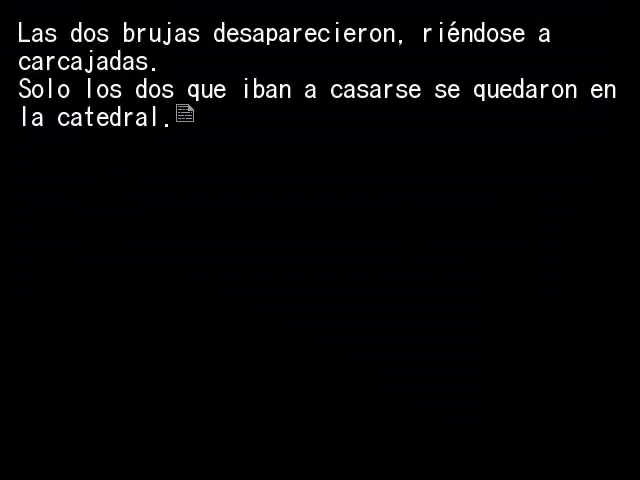 Las dos brujas desaparecieron, riéndose a
carcajadas.
Solo los dos que iban a casarse se quedaron en
la catedral.